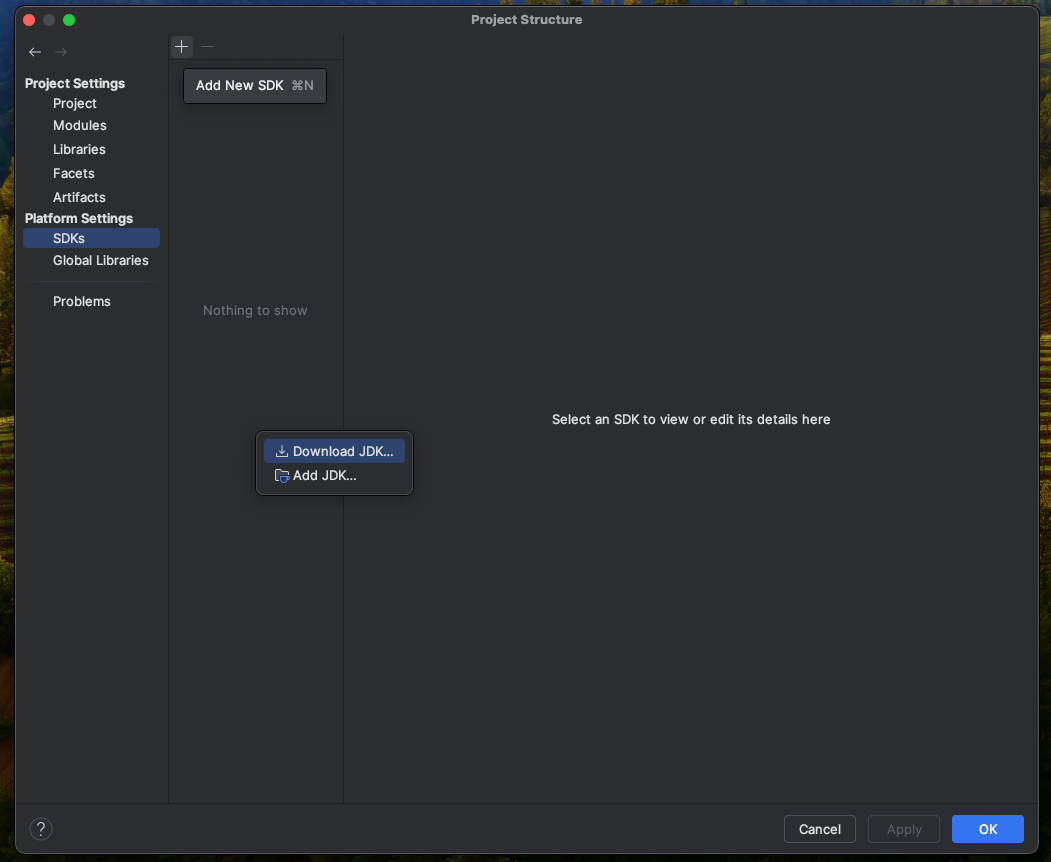 Project Structure
Project Settings
Project
Modules
Libraries
Facets
Artifacts
Platform Settings
SDKs
Global Libraries
Problems
Add New SDK ⌘N
Nothing to show
Download JDK...
Add JDK...
Select an SDK to view or edit its details here
?
Cancel
Apply
OK